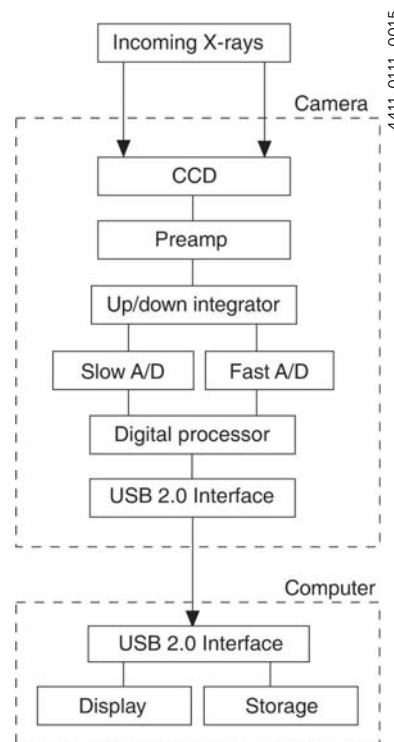 Incoming X-rays
4411_0111_0015
Camera
CCD
Preamp
Up/down integrator
Slow A/D
Fast A/D
Digital processor
USB 2.0 Interface
Computer
USB 2.0 Interface
Display
Storage